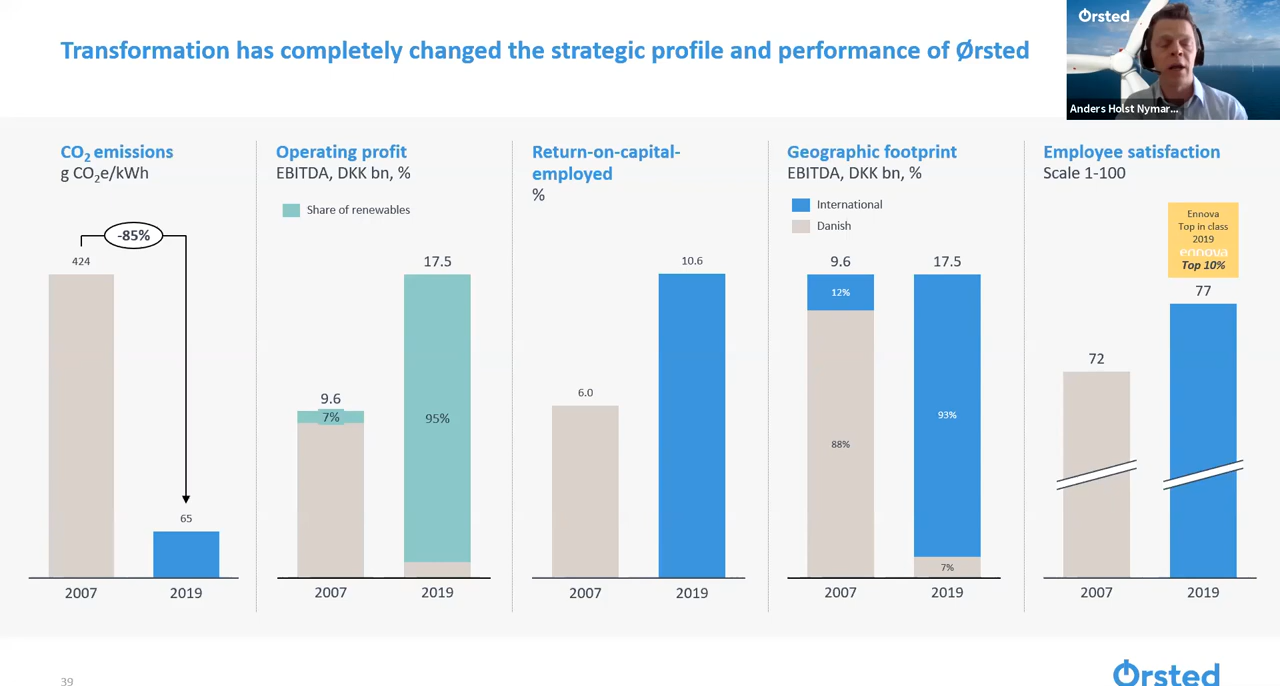 Transformation has completely changed the strategic profile and performance of Ørsted
Ørsted
Anders Holst Nymar...
CO₂ emissions
g CO₂e/kWh
-85%
424
65
2007
2019
Operating profit
EBITDA, DKK bn, %
Share of renewables
9.6
7%
17.5
95%
2007
2019
Return-on-capital-
employed
%
6.0
10.6
2007
2019
Geographic footprint
EBITDA, DKK bn, %
International
Danish
9.6
12%
88%
17.5
93%
7%
2007
2019
Employee satisfaction
Scale 1-100
Ennova
Top in class
2019
ennova
Top 10%
72
77
2007
2019
39
Ørsted